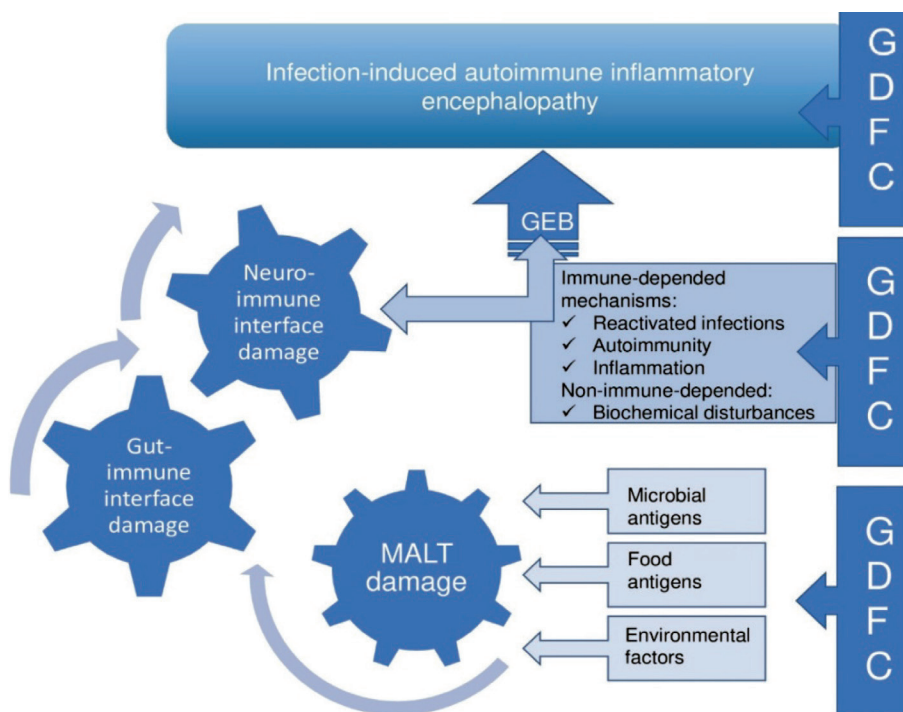 Infection-induced autoimmune inflammatory
encephalopathy
G
D
F
C
GEB
Neuro-
immune
interface
damage
Immune-depended
mechanisms:
✓ Reactivated infections
✓ Autoimmunity
✓ Inflammation
Non-immune-depended:
✓ Biochemical disturbances
G
D
F
C
Gut-
immune
interface
damage
MALT
damage
Microbial
antigens
Food
antigens
Environmental
factors
G
D
F
C